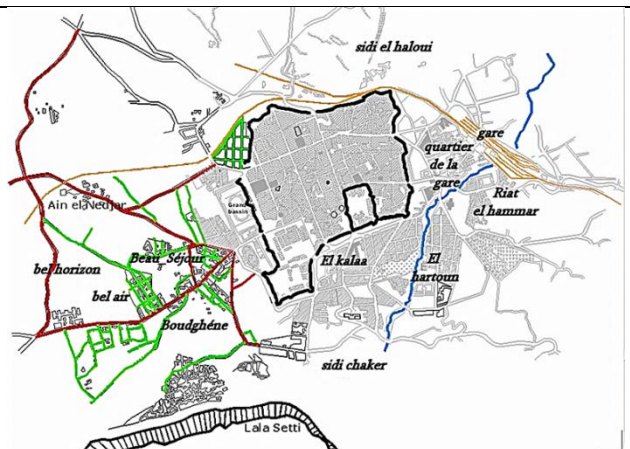 sidi el haloui
gare
quartier
de la
gare
Riat
el hammar
Ain el Nedjar
Grand
bassin
bel horizon
Beau Séjour
bel air
El kalaa
El
hartoun
Boudghéne
sidi chaker
Lala Setti